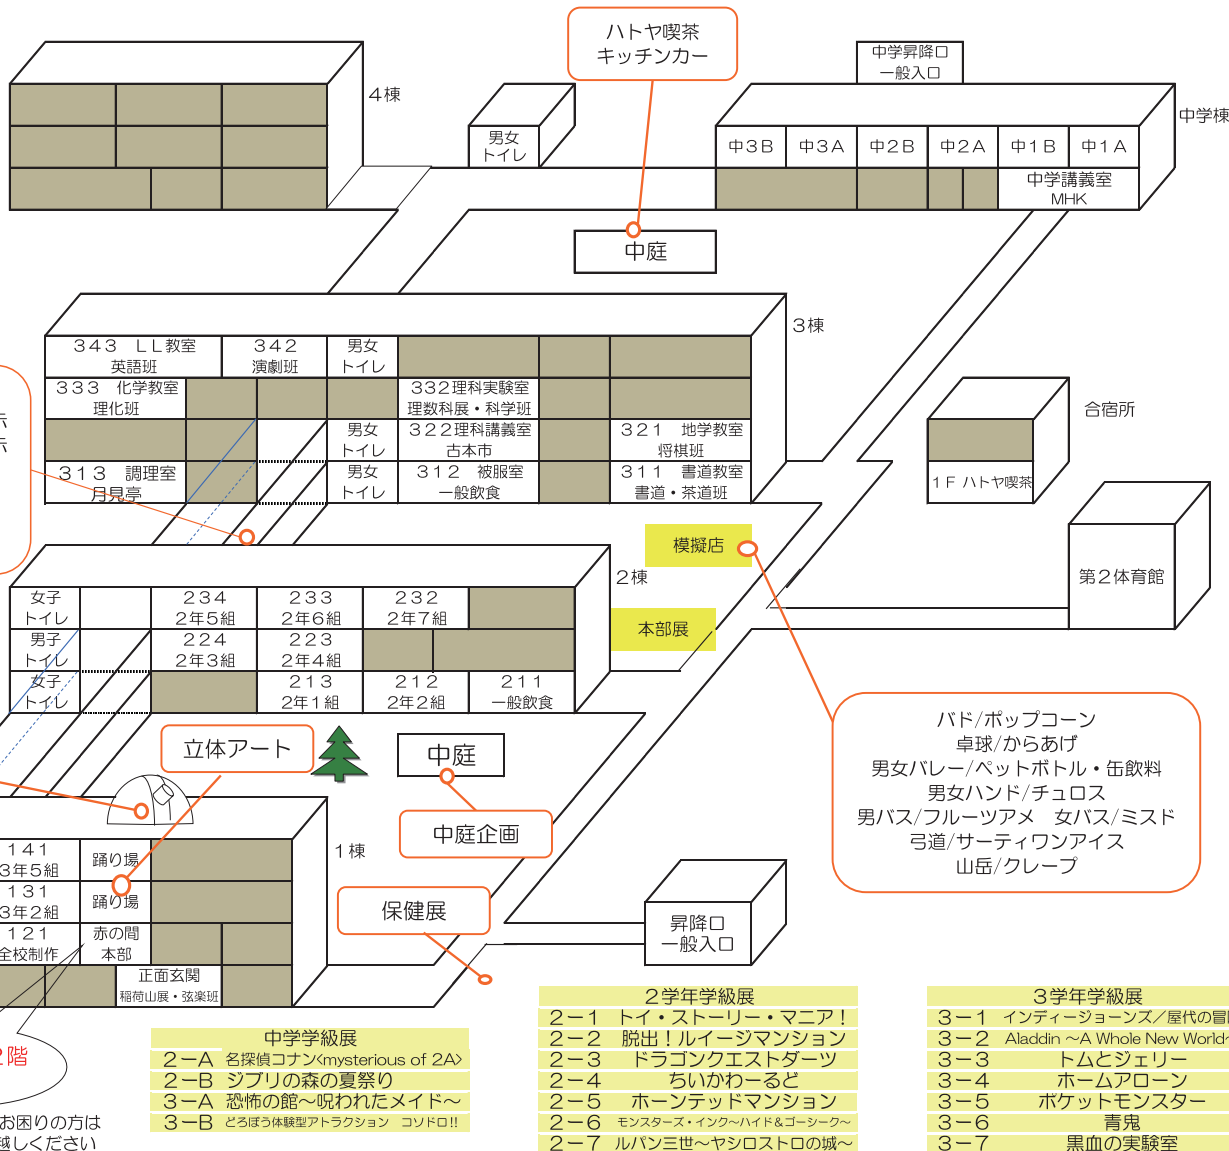 ハトヤ喫茶
キッチンカー
中学昇降口
一般入口
4棟
男女
トイレ
中学棟
中3B 中3A 中2B 中2A 中1B 中1A
中学講義室
MHK
中庭
3棟
343 LL教室
英語班
342
演劇班
男女
トイレ
333 化学教室
理化班
332理科実験室
理数科展・科学班
男女
トイレ
322理科講義室
古本市
321 地学教室
将棋班
313 調理室
月見亭
男女
トイレ
312 被服室
一般飲食
311 書道教室
書道・茶道班
示
示
合宿所
1F ハトヤ喫茶
模擬店
第2体育館
2棟
女子
トイレ
234
2年5組
233
2年6組
232
2年7組
本部展
男子
トイレ
224
2年3組
223
2年4組
女子
トイレ
213
2年1組
212
2年2組
211
一般飲食
立体アート
中庭
中庭企画
バド/ポップコーン
卓球/からあげ
男女バレー/ペットボトル・缶飲料
男女ハンド/チュロス
男バス/フルーツアメ 女バス/ミスド
弓道/サーティワンアイス
山岳/クレープ
1棟
141
3年5組
踊り場
131
3年2組
踊り場
121
全校制作
赤の間
本部
正面玄関
稲荷山展・弦楽班
保健展
昇降口
一般入口
2階
お困りの方は
越しください
中学学級展
2-A 名探偵コナン<mysterious of 2A>
2-B ジブリの森の夏祭り
3-A 恐怖の館~呪われたメイド~
3-B どろぼう体験型アトラクション コソドロ!!
2学年学級展
2-1 トイ・ストーリー・マニア!
2-2 脱出!ルイージマンション
2-3 ドラゴンクエストダーツ
2-4 ちいかわーるど
2-5 ホーンテッドマンション
2-6 モンスターズ・インク~ハイド&ゴーシーク~
2-7 ルパン三世~ヤシロストロの城~
3学年学級展
3-1 インディージョーンズ/屋代の冒
3-2 Aladdin ~A Whole New World~
3-3 トムとジェリー
3-4 ホームアローン
3-5 ポケットモンスター
3-6 青鬼
3-7 黒血の実験室